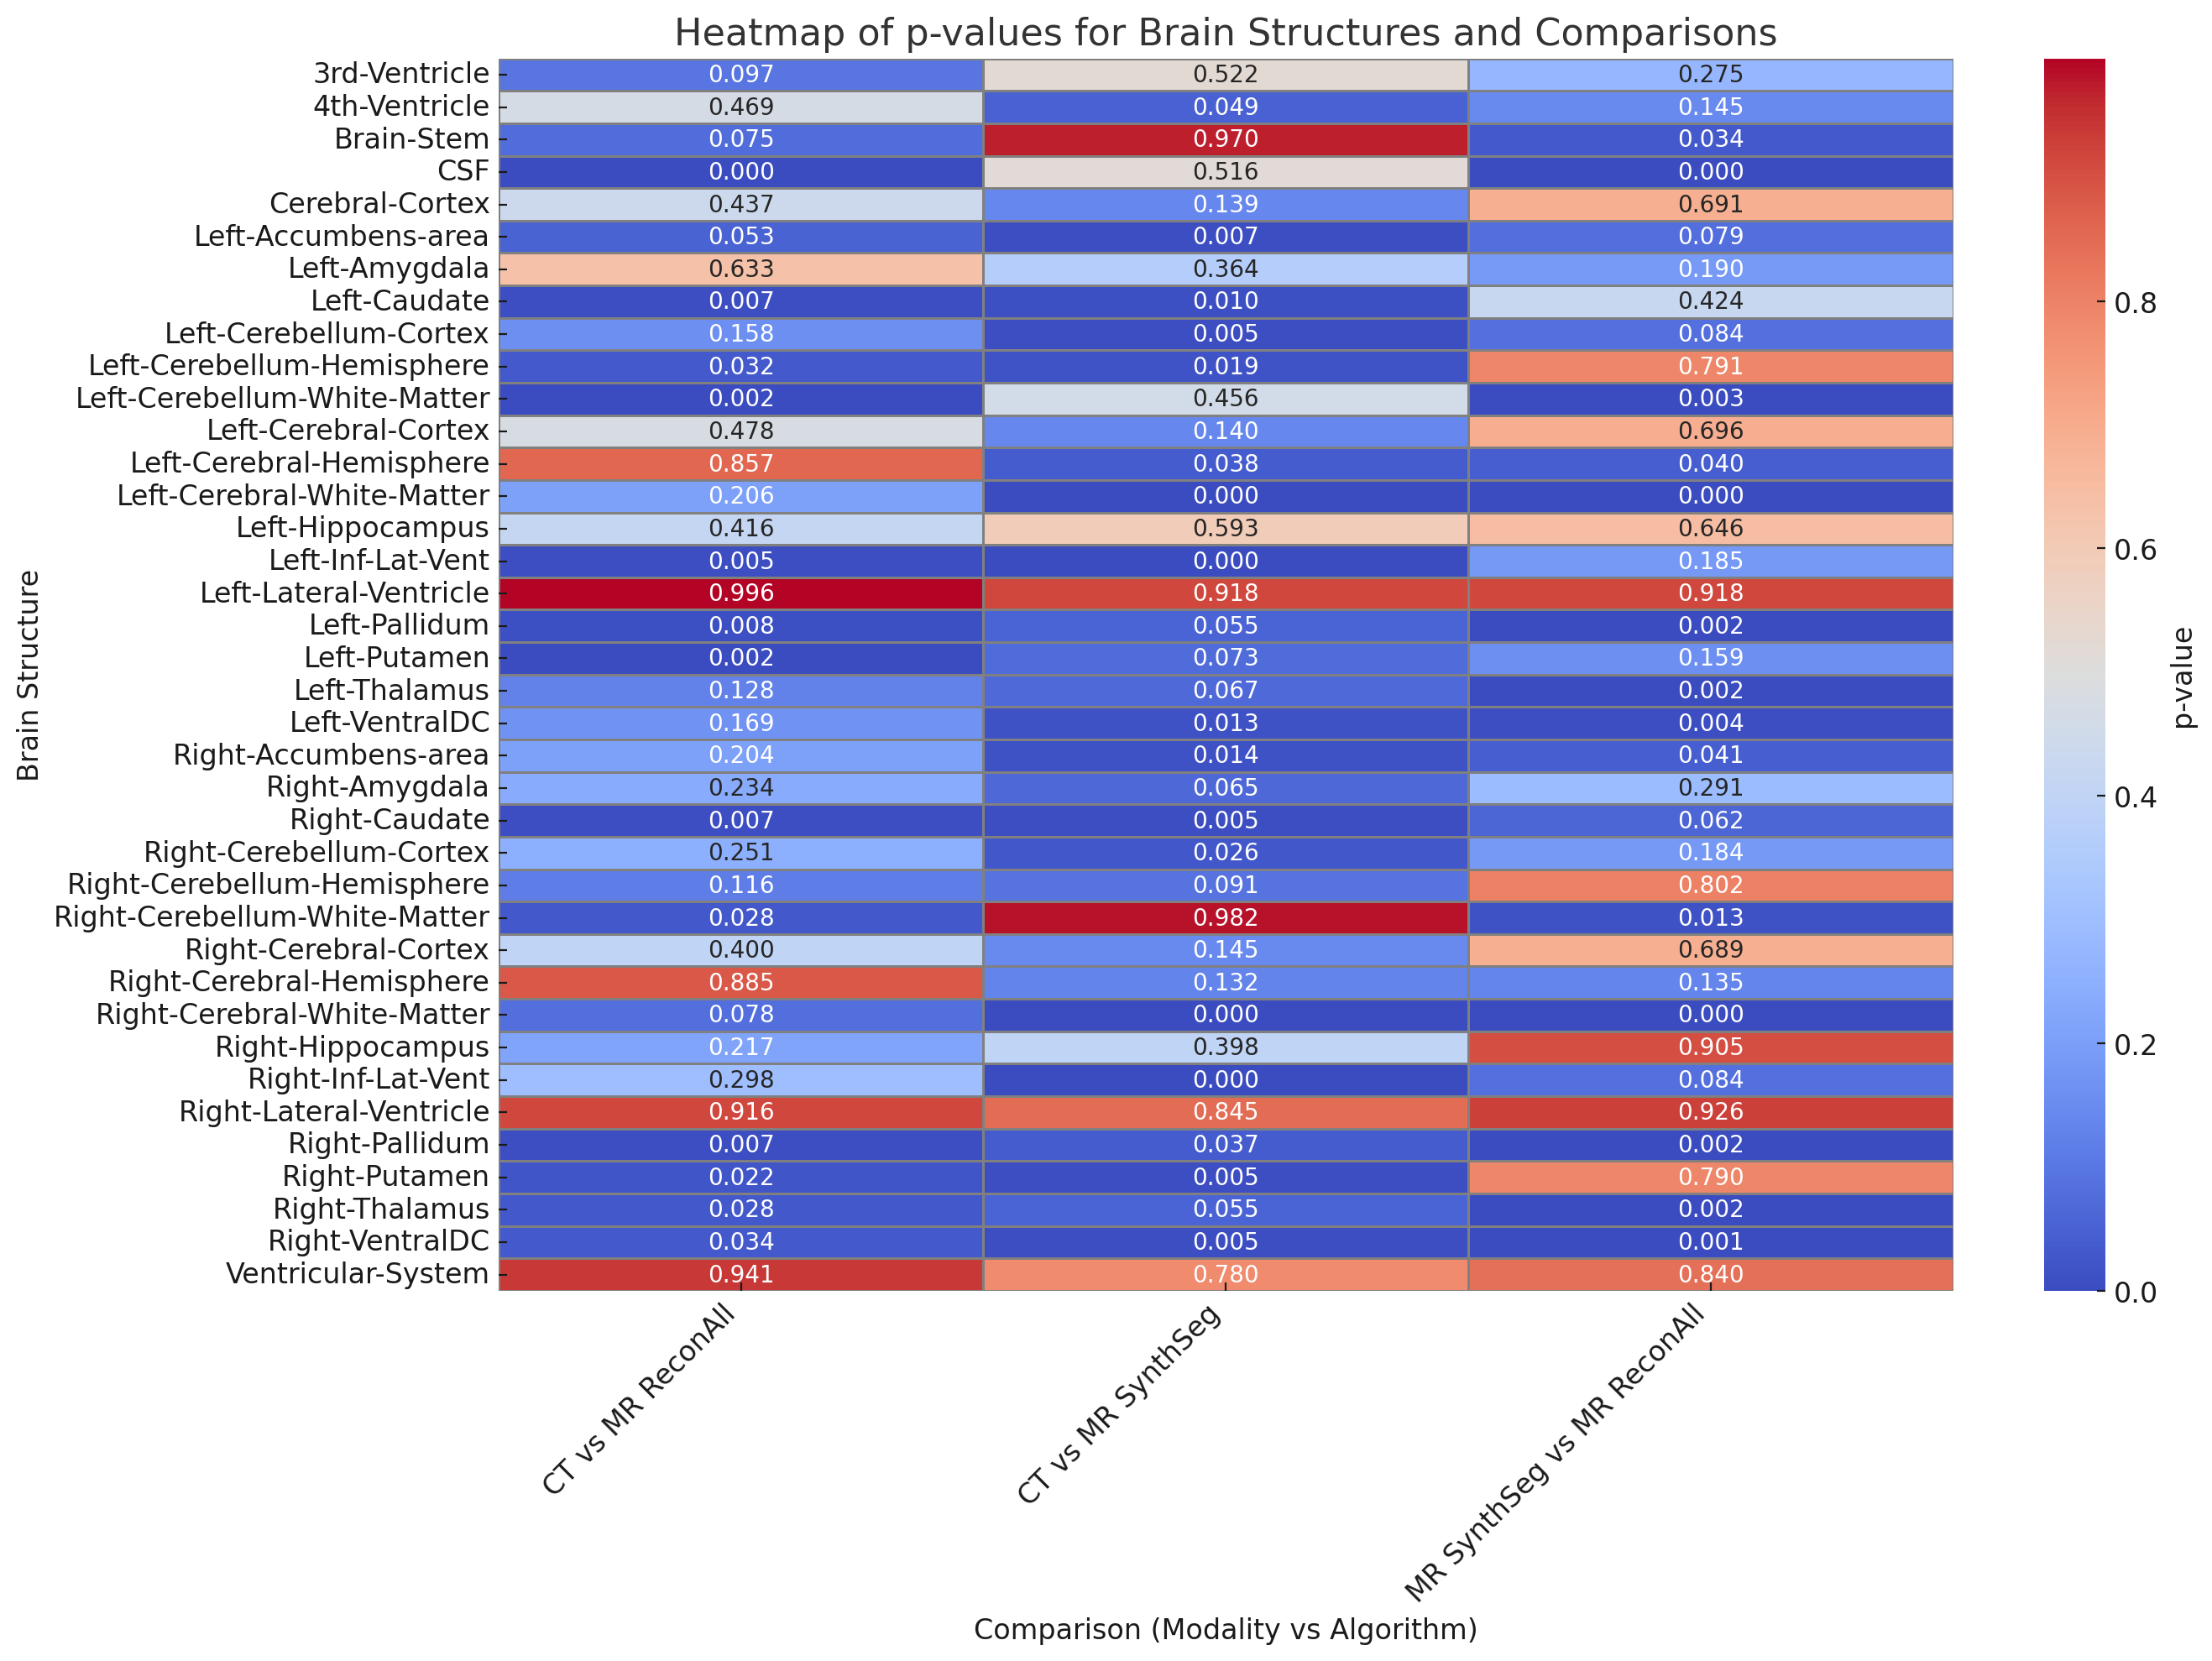 Heatmap of p-values for Brain Structures and Comparisons
3rd-Ventricle 0.097 0.522 0.275
4th-Ventricle 0.469 0.049 0.145
Brain-Stem 0.075 0.970 0.034
CSF 0.000 0.516 0.000
Cerebral-Cortex 0.437 0.139 0.691
Left-Accumbens-area 0.053 0.007 0.079
Left-Amygdala 0.633 0.364 0.190
Left-Caudate 0.007 0.010 0.424
Left-Cerebellum-Cortex 0.158 0.005 0.084
Left-Cerebellum-Hemisphere 0.032 0.019 0.791
Left-Cerebellum-White-Matter 0.002 0.456 0.003
Left-Cerebral-Cortex 0.478 0.140 0.696
Left-Cerebral-Hemisphere 0.857 0.038 0.040
Left-Cerebral-White-Matter 0.206 0.000 0.000
Left-Hippocampus 0.416 0.593 0.646
Left-Inf-Lat-Vent 0.005 0.000 0.185
Left-Lateral-Ventricle 0.996 0.918 0.918
Left-Pallidum 0.008 0.055 0.002
Left-Putamen 0.002 0.073 0.159
Left-Thalamus 0.128 0.067 0.002
Left-VentralDC 0.169 0.013 0.004
Right-Accumbens-area 0.204 0.014 0.041
Right-Amygdala 0.234 0.065 0.291
Right-Caudate 0.007 0.005 0.062
Right-Cerebellum-Cortex 0.251 0.026 0.184
Right-Cerebellum-Hemisphere 0.116 0.091 0.802
Right-Cerebellum-White-Matter 0.028 0.982 0.013
Right-Cerebral-Cortex 0.400 0.145 0.689
Right-Cerebral-Hemisphere 0.885 0.132 0.135
Right-Cerebral-White-Matter 0.078 0.000 0.000
Right-Hippocampus 0.217 0.398 0.905
Right-Inf-Lat-Vent 0.298 0.000 0.084
Right-Lateral-Ventricle 0.916 0.845 0.926
Right-Pallidum 0.007 0.037 0.002
Right-Putamen 0.022 0.005 0.790
Right-Thalamus 0.028 0.055 0.002
Right-VentralDC 0.034 0.005 0.001
Ventricular-System 0.941 0.780 0.840
Brain Structure
CT vs MR ReconAll
CT vs MR SynthSeg
MR SynthSeg vs MR ReconAll
Comparison (Modality vs Algorithm)
0.8
0.6
0.4
0.2
0.0
p-value